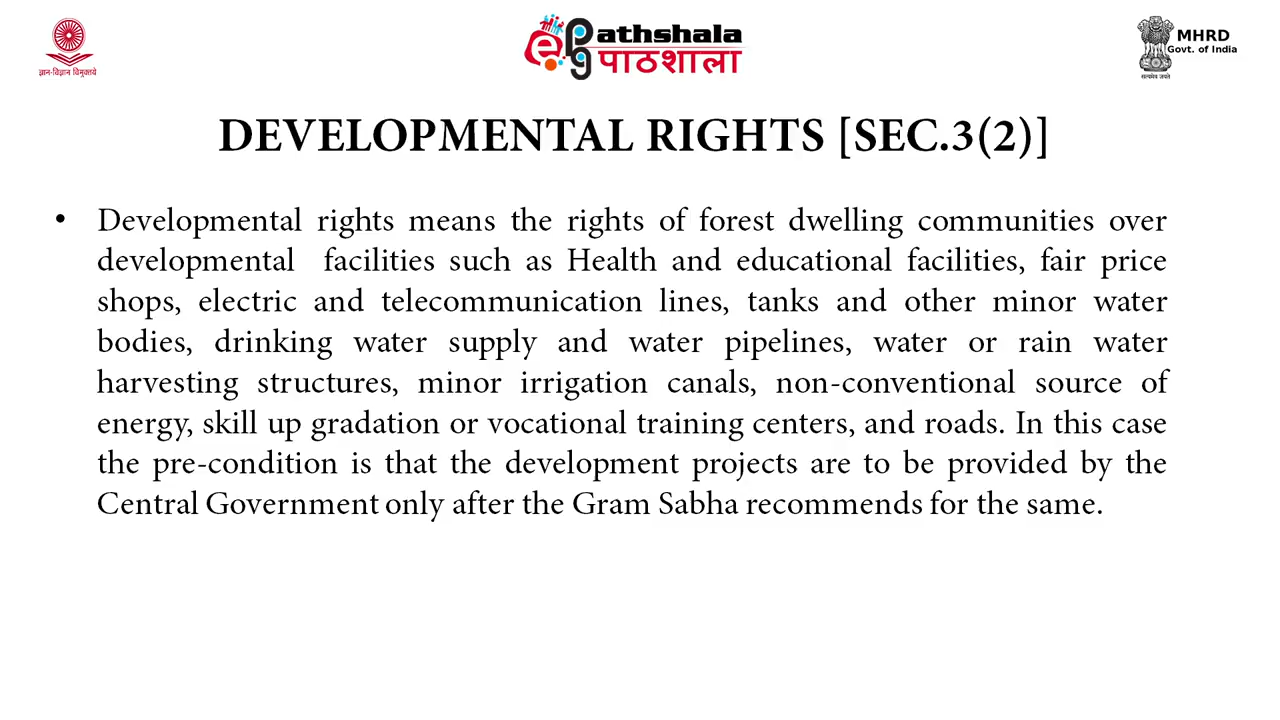 ज्ञान-विज्ञान विमुक्तये
ePathshala
पाठशाला
MHRD
Govt. of India
सत्यमेव जयते
DEVELOPMENTAL RIGHTS [SEC.3(2)]
• Developmental rights means the rights of forest dwelling communities over
developmental facilities such as Health and educational facilities, fair price
shops, electric and telecommunication lines, tanks and other minor water
bodies, drinking water supply and water pipelines, water or rain water
harvesting structures, minor irrigation canals, non-conventional source of
energy, skill up gradation or vocational training centers, and roads. In this case
the pre-condition is that the development projects are to be provided by the
Central Government only after the Gram Sabha recommends for the same.